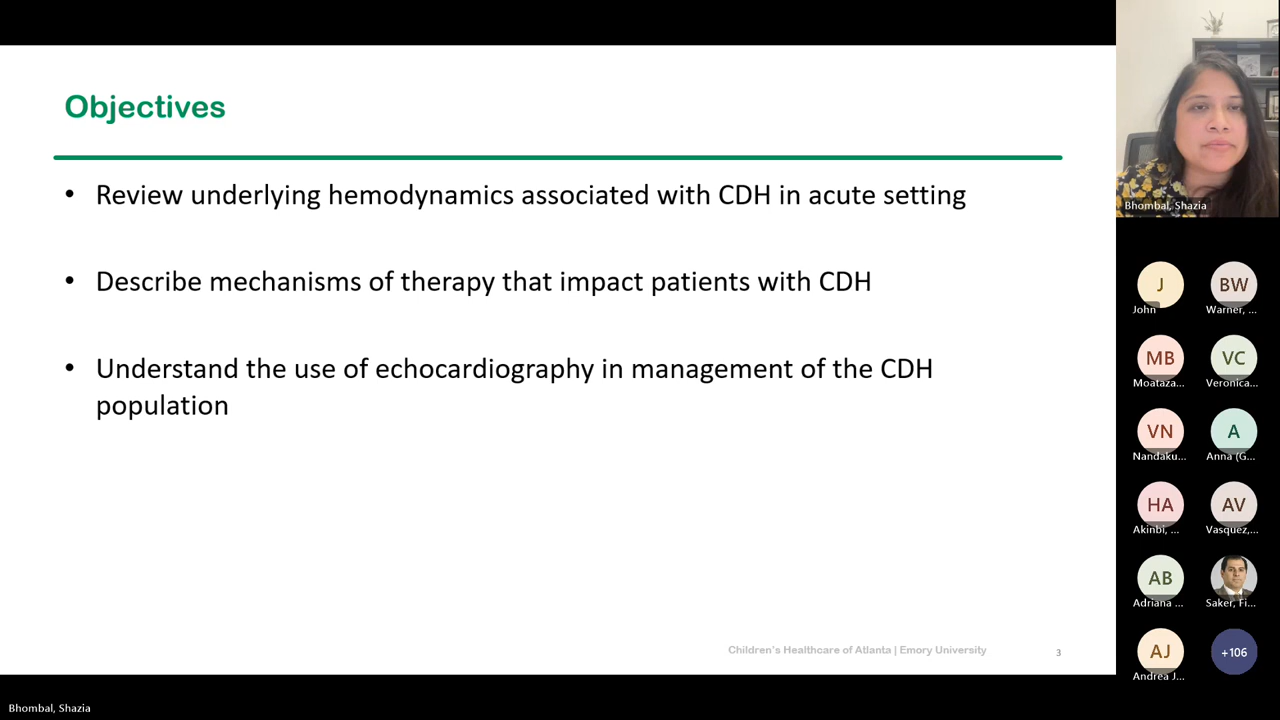 Objectives
• Review underlying hemodynamics associated with CDH in acute setting
• Describe mechanisms of therapy that impact patients with CDH
• Understand the use of echocardiography in management of the CDH
population
Children's Healthcare of Atlanta | Emory University
3
Bhombal, Shazia
J
John
BW
Warner, ...
MB
Moataza...
VC
Veronica...
VN
Nandaku...
A
Anna (G...
HA
Akinbi, ...
AV
Vasquez,...
AB
Adriana ...
Saker, Fi...
AJ
Andrea J...
+106
Bhombal, Shazia